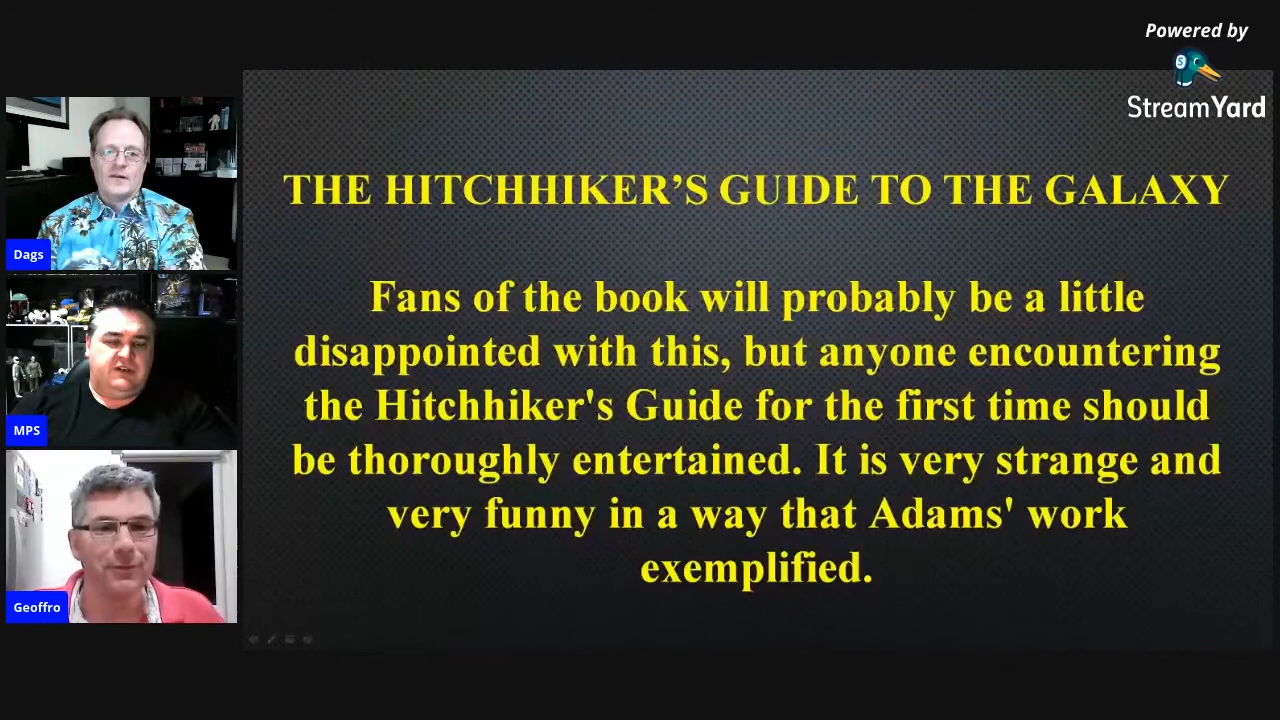 Powered by
StreamYard
THE HITCHHIKER’S GUIDE TO THE GALAXY
Fans of the book will probably be a little
disappointed with this, but anyone encountering
the Hitchhiker's Guide for the first time should
be thoroughly entertained. It is very strange and
very funny in a way that Adams' work
exemplified.
Dags
MPS
Geoffro